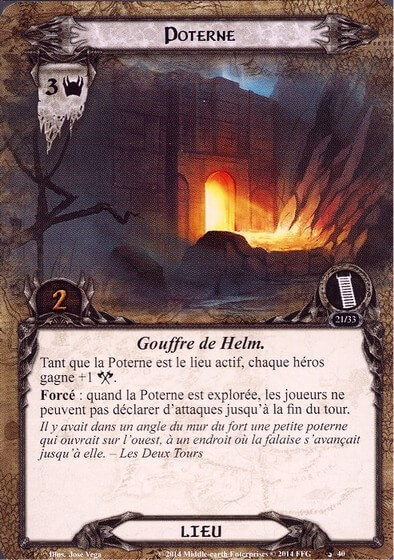 POTERNE
3
2
21/33
Gouffre de Helm.
Tant que la Poterne est le lieu actif, chaque héros
gagne +1.
Forcé : quand la Poterne est explorée, les joueurs ne
peuvent pas déclarer d'attaques jusqu'à la fin du tour.
Il y avait dans un angle du mur du fort une petite poterne
qui ouvrait sur l'ouest, à un endroit où la falaise s'avançait
jusqu'à elle. – Les Deux Tours
LIEU
Illus. Jose Vega
2014 Middle-earth Enterprises © 2014 FFG
40